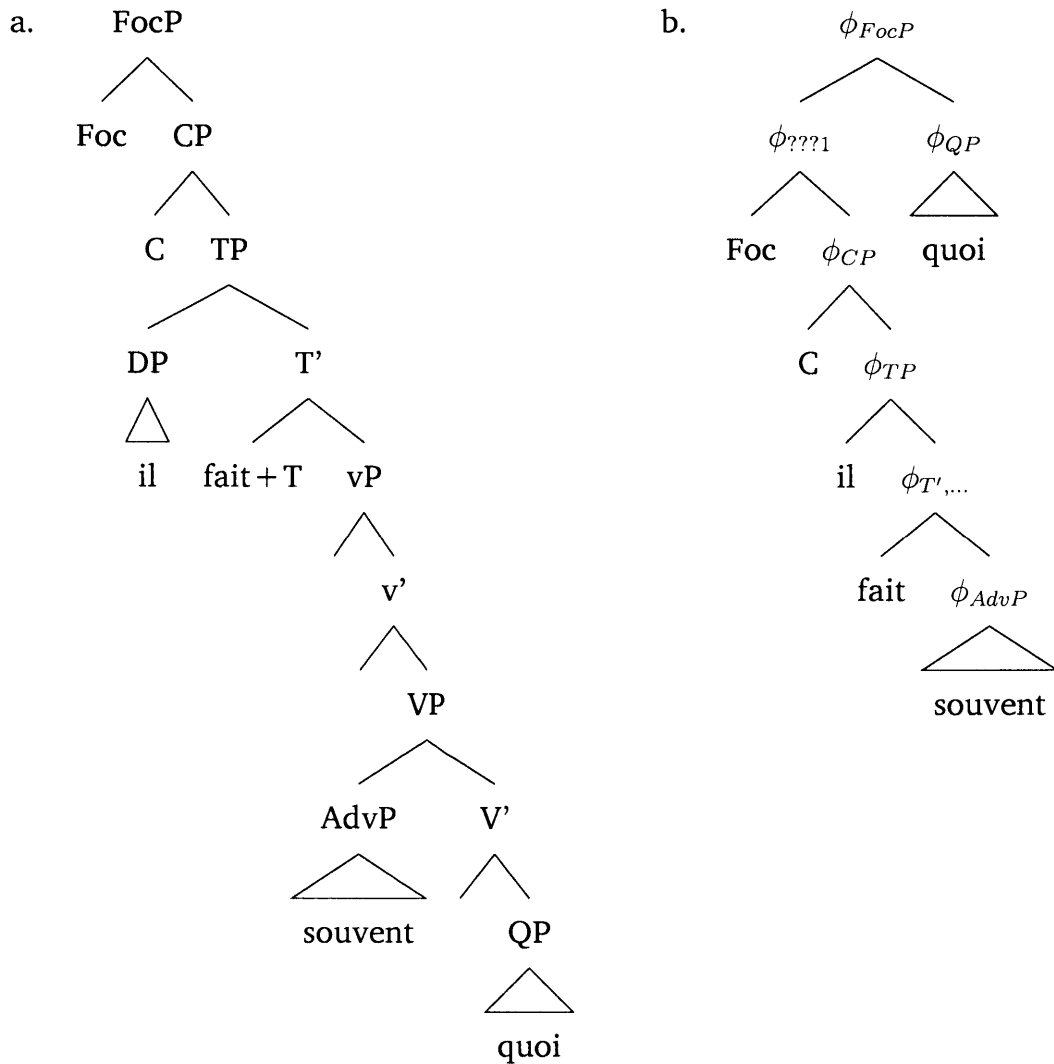 a. FocP
Foc CP
C TP
DP T'
il fait+T vP
v'
VP
AdvP V'
souvent QP
quoi
b. ϕFocP
ϕ???1 ϕQP
Foc ϕCP quoi
C ϕTP
il ϕT',...
fait ϕAdvP
souvent